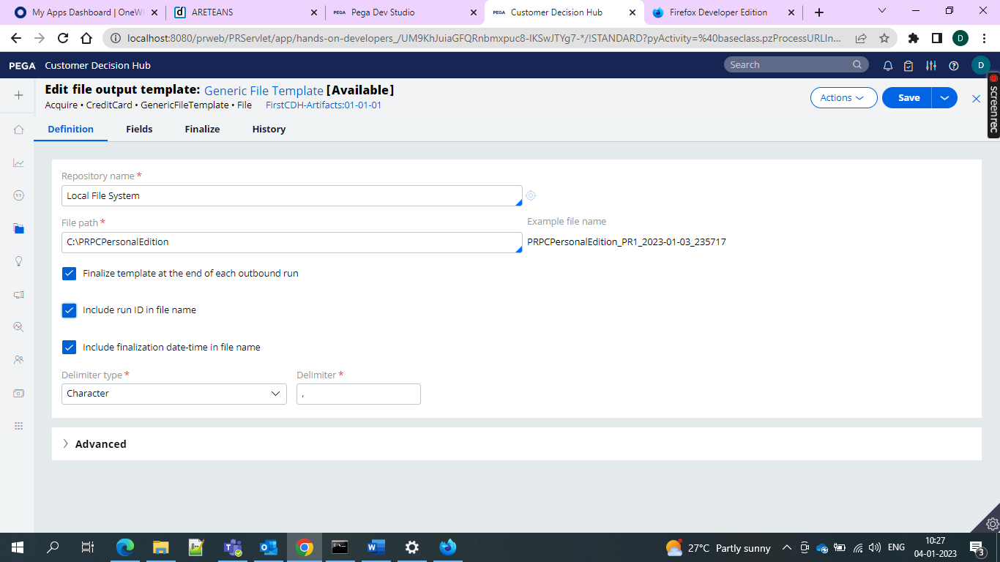 My Apps Dashboard | OneW
ARETEANS
Pega Dev Studio
Customer Decision Hub
Firefox Developer Edition
localhost:8080/prweb/PRServlet/app/hands-on-developers_/UM9KhJuiaGFQRnbmxpuc8-IKSwJTYg7-*/!STANDARD?pyActivity=%40baseclass.pzProcessURLIn...
D
PEGA Customer Decision Hub
Search
D
Edit file output template: Generic File Template [Available]
Acquire • CreditCard • GenericFileTemplate • File FirstCDH-Artifacts:01-01-01
Actions
Save
screenrec
Definition
Fields
Finalize
History
Repository name *
Local File System
File path *
Example file name
C:\PRPCPersonalEdition
PRPCPersonalEdition_PR1_2023-01-03_235717
Finalize template at the end of each outbound run
Include run ID in file name
Include finalization date-time in file name
Delimiter type *
Delimiter *
Character
,
Advanced
27°C Partly sunny
ENG
10:27
04-01-2023
3